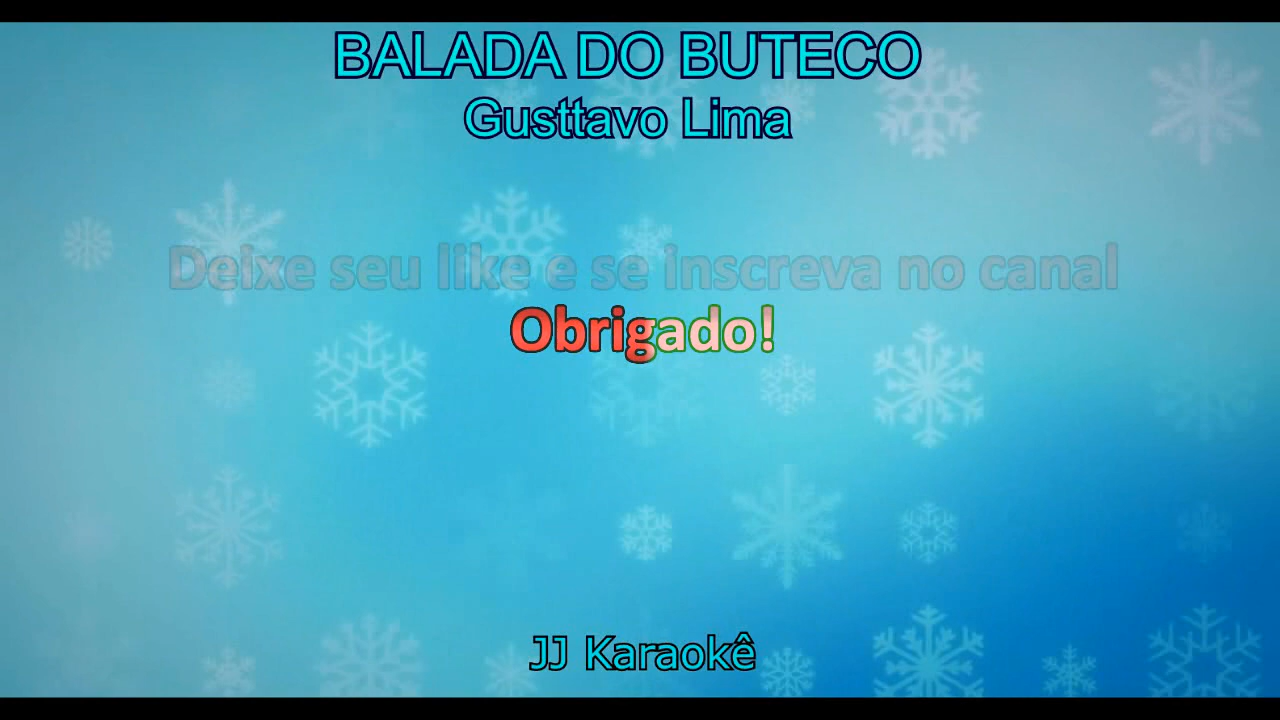 BALADA DO BUTECO
Gusttavo Lima
Deixe seu like e se inscreva no canal
Obrigado!
JJ Karaokê